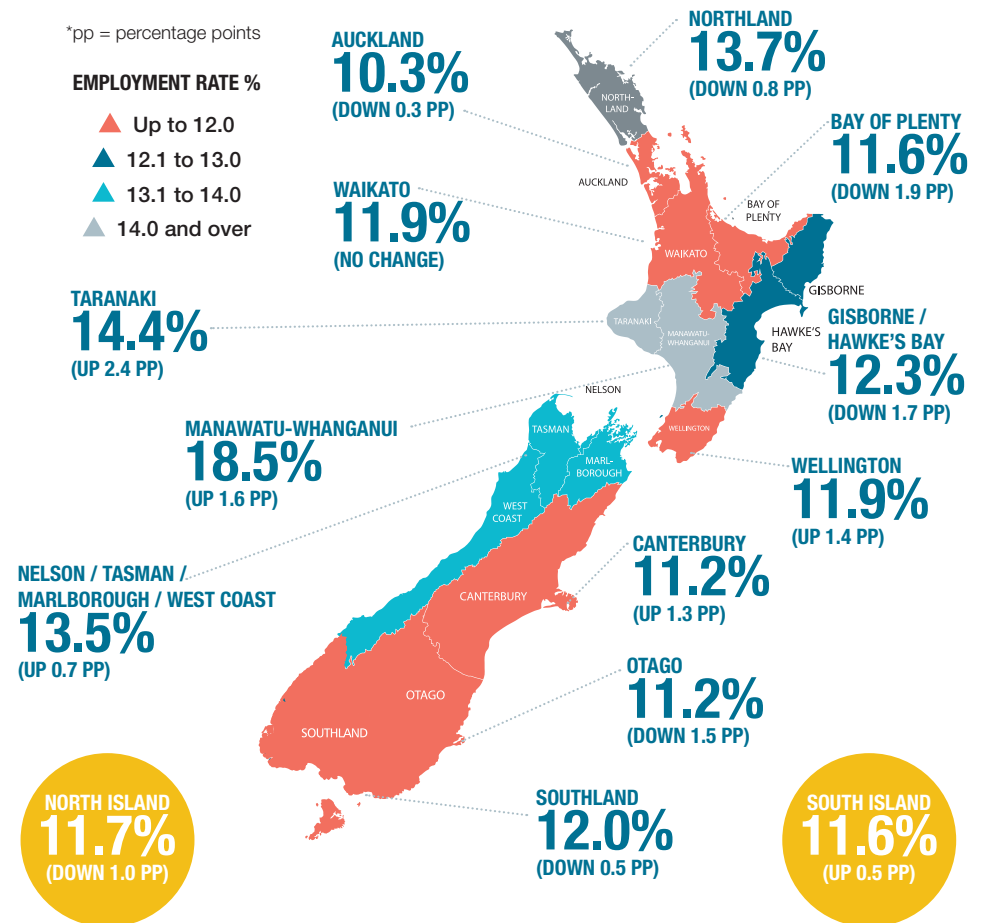 *pp = percentage points
EMPLOYMENT RATE %
Up to 12.0
12.1 to 13.0
13.1 to 14.0
14.0 and over
AUCKLAND
10.3%
(DOWN 0.3 PP)
NORTHLAND
13.7%
(DOWN 0.8 PP)
BAY OF PLENTY
11.6%
(DOWN 1.9 PP)
WAIKATO
11.9%
(NO CHANGE)
TARANAKI
14.4%
(UP 2.4 PP)
GISBORNE /
HAWKE'S BAY
12.3%
(DOWN 1.7 PP)
MANAWATU-WHANGANUI
18.5%
(UP 1.6 PP)
WELLINGTON
11.9%
(UP 1.4 PP)
NELSON / TASMAN /
MARLBOROUGH / WEST COAST
13.5%
(UP 0.7 PP)
CANTERBURY
11.2%
(UP 1.3 PP)
OTAGO
11.2%
(DOWN 1.5 PP)
SOUTHLAND
12.0%
(DOWN 0.5 PP)
NORTH-
LAND
AUCKLAND
BAY OF
PLENTY
WAIKATO
GISBORNE
TARANAKI
MANAWATU-
WHANGANUI
HAWKE'S
BAY
NELSON
TASMAN
WELLINGTON
MARL-
BOROUGH
WEST
COAST
CANTERBURY
OTAGO
SOUTHLAND
NORTH ISLAND
11.7%
(DOWN 1.0 PP)
SOUTH ISLAND
11.6%
(UP 0.5 PP)